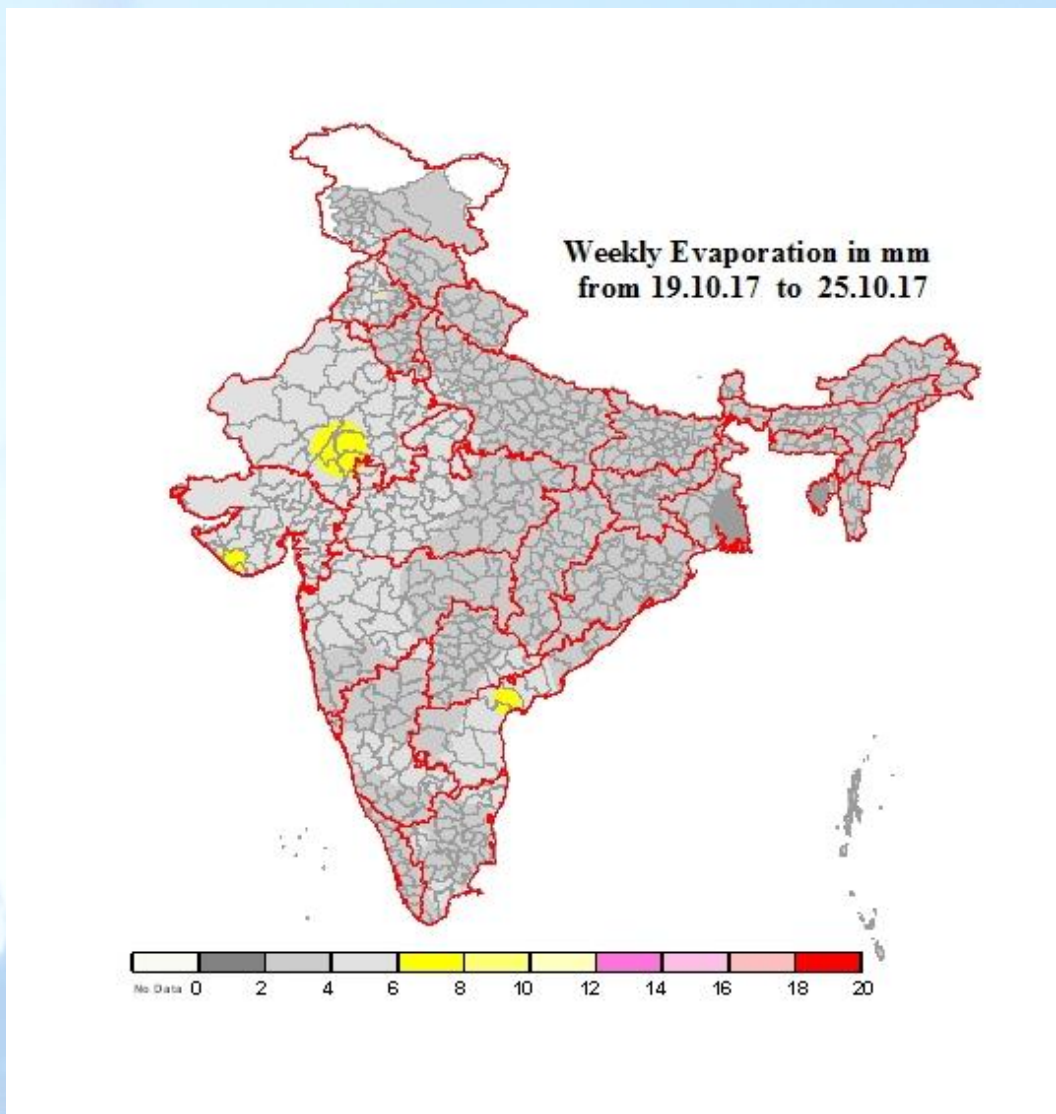 Weekly Evaporation in mm
from 19.10.17 to 25.10.17
No Data 0 2 4 6 8 10 12 14 16 18 20